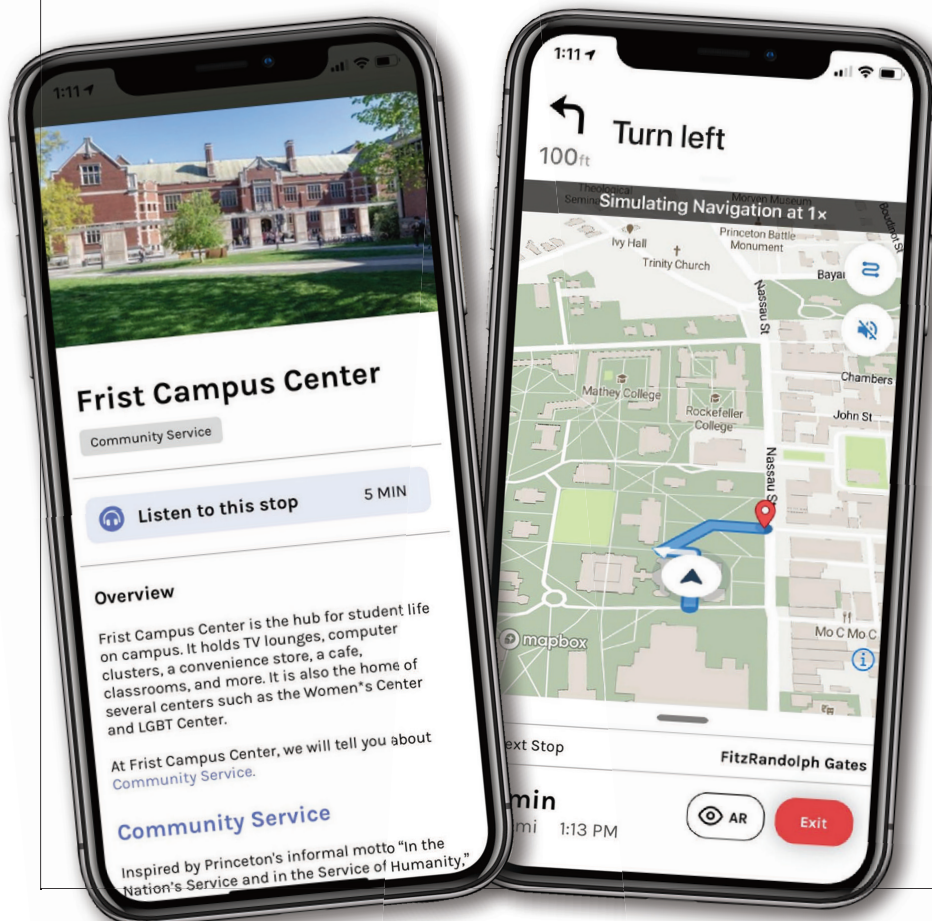 1:11
Frist Campus Center
Community Service
Listen to this stop
5 MIN
Overview
Frist Campus Center is the hub for student life
on campus. It holds TV lounges, computer
clusters, a convenience store, a cafe,
classrooms, and more. It is also the home of
several centers such as the Women*s Center
and LGBT Center.
At Frist Campus Center, we will tell you about
Community Service.
Community Service
Inspired by Princeton's informal motto “In the
Nation's Service and in the Service of Humanity,”
1:11
Turn left
100 ft
Simulating Navigation at 1×
Theological
Morven Museum
Princeton Battle
Monument
Boudinot St
Ivy Hall
Trinity Church
Nassau St
Chambers
Mathey College
Rockefeller
College
John St
Nassau St
Mo C Mo C
mapbox
FitzRandolph Gates
Stop
min
mi
1:13 PM
AR
Exit